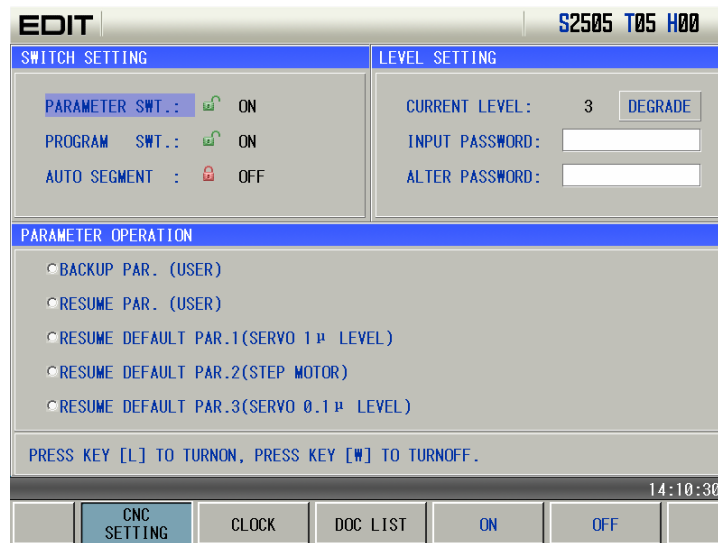 EDIT S2505 T05 H00
SWITCH SETTING
PARAMETER SWT.: ON
PROGRAM SWT.: ON
AUTO SEGMENT : OFF
LEVEL SETTING
CURRENT LEVEL: 3 DEGRADE
INPUT PASSWORD:
ALTER PASSWORD:
PARAMETER OPERATION
BACKUP PAR. (USER)
RESUME PAR. (USER)
RESUME DEFAULT PAR.1(SERVO 1μ LEVEL)
RESUME DEFAULT PAR.2(STEP MOTOR)
RESUME DEFAULT PAR.3(SERVO 0.1μ LEVEL)
PRESS KEY [L] TO TURNON, PRESS KEY [W] TO TURNOFF.
14:10:30
CNC SETTING CLOCK DOC LIST ON OFF